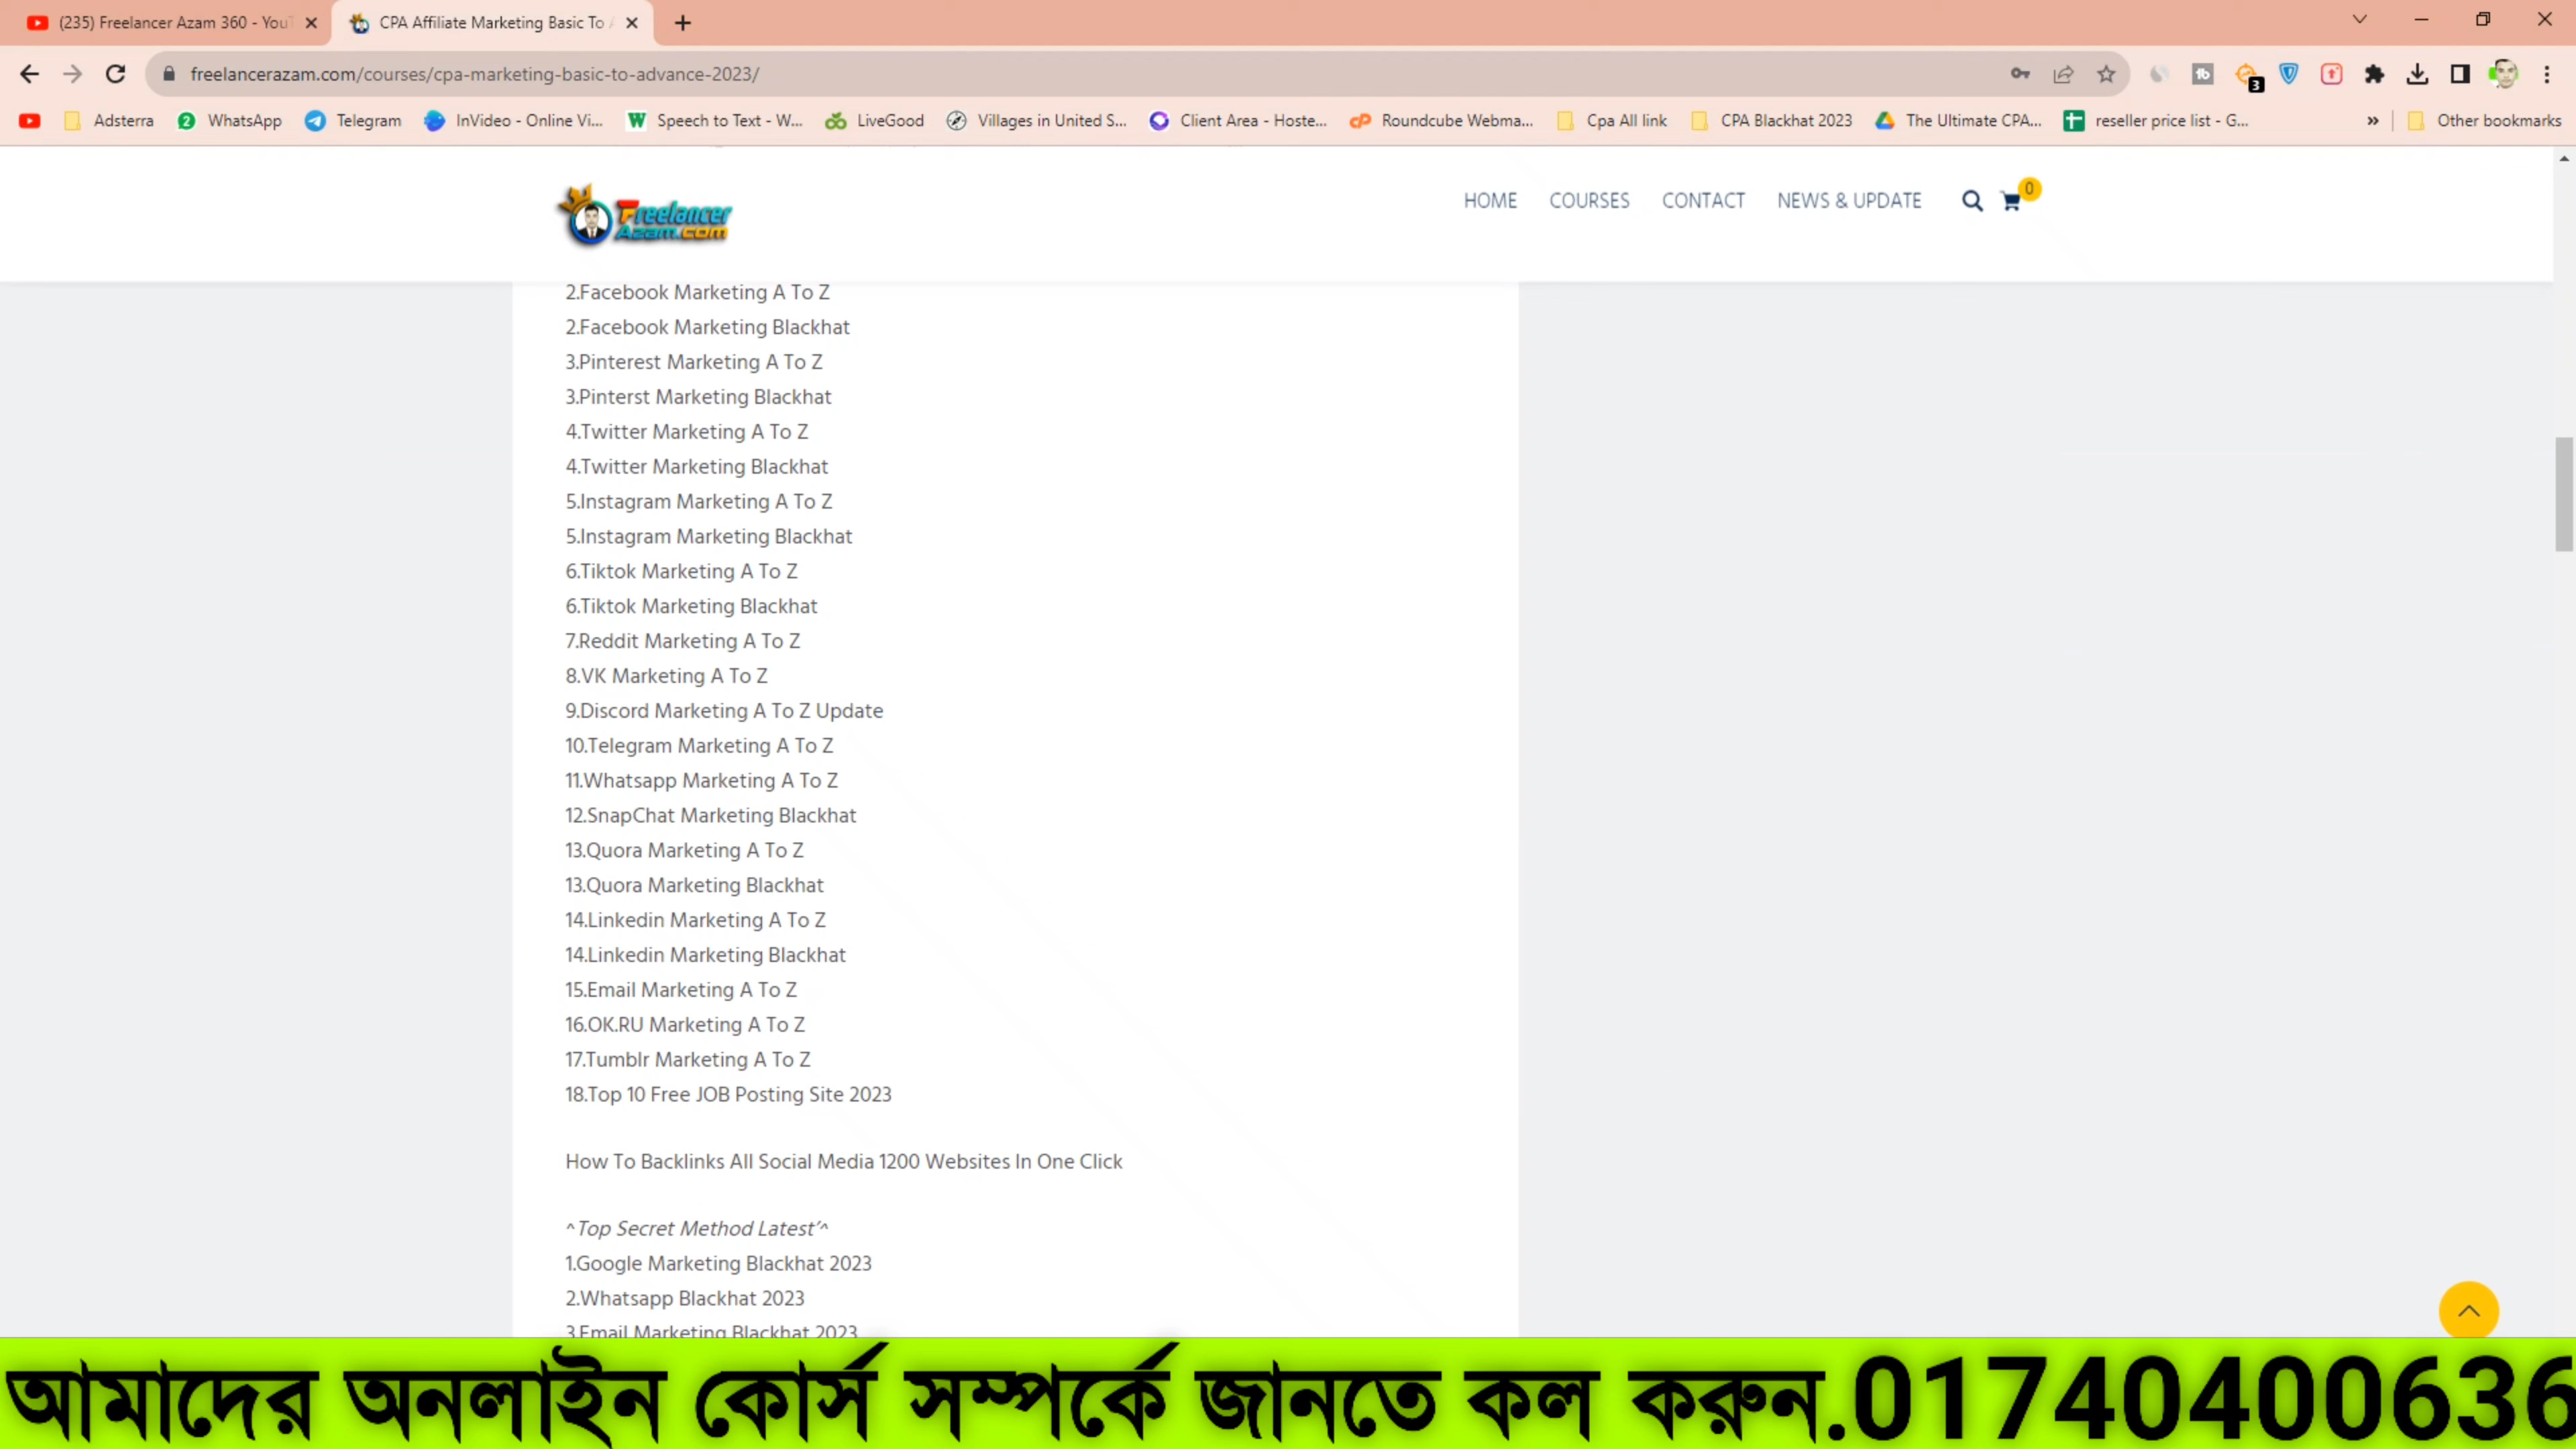 (235) Freelancer Azam 360 - You
CPA Affiliate Marketing Basic To
freelancerazam.com/courses/cpa-marketing-basic-to-advance-2023/
3
Adsterra
2
WhatsApp
Telegram
InVideo - Online Vi...
Speech to Text - W...
LiveGood
Villages in United S...
Client Area - Hoste...
Roundcube Webma...
Cpa All link
CPA Blackhat 2023
The Ultimate CPA...
reseller price list - G...
»
Other bookmarks
Freelancer
Azam.com
HOME
COURSES
CONTACT
NEWS & UPDATE
0
2.Facebook Marketing A To Z
2.Facebook Marketing Blackhat
3.Pinterest Marketing A To Z
3.Pinterst Marketing Blackhat
4.Twitter Marketing A To Z
4.Twitter Marketing Blackhat
5.Instagram Marketing A To Z
5.Instagram Marketing Blackhat
6.Tiktok Marketing A To Z
6.Tiktok Marketing Blackhat
7.Reddit Marketing A To Z
8.VK Marketing A To Z
9.Discord Marketing A To Z Update
10.Telegram Marketing A To Z
11.Whatsapp Marketing A To Z
12.SnapChat Marketing Blackhat
13.Quora Marketing A To Z
13.Quora Marketing Blackhat
14.Linkedin Marketing A To Z
14.Linkedin Marketing Blackhat
15.Email Marketing A To Z
16.OK.RU Marketing A To Z
17.Tumblr Marketing A To Z
18.Top 10 Free JOB Posting Site 2023
How To Backlinks All Social Media 1200 Websites In One Click
^Top Secret Method Latest'^
1.Google Marketing Blackhat 2023
2.Whatsapp Blackhat 2023
3.Email Marketing Blackhat 2023
আমাদের অনলাইন কোর্স সম্পর্কে জানতে কল করুন.01740400636